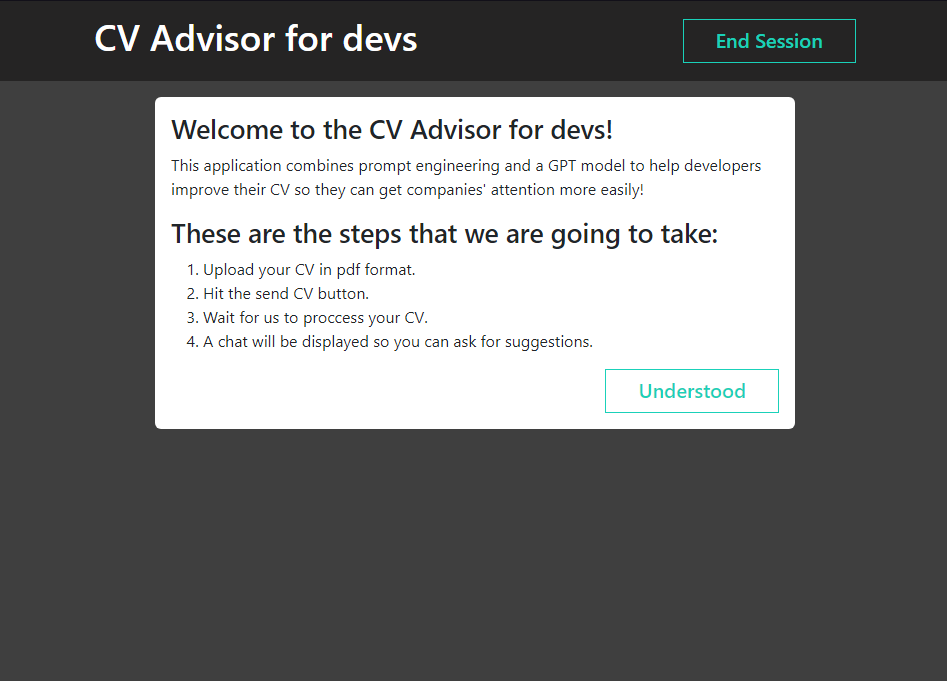 CV Advisor for devs
End Session
Welcome to the CV Advisor for devs!
This application combines prompt engineering and a GPT model to help developers
improve their CV so they can get companies' attention more easily!
These are the steps that we are going to take:
1. Upload your CV in pdf format.
2. Hit the send CV button.
3. Wait for us to proccess your CV.
4. A chat will be displayed so you can ask for suggestions.
Understood